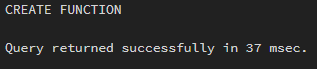 CREATE FUNCTION
Query returned successfully in 37 msec.